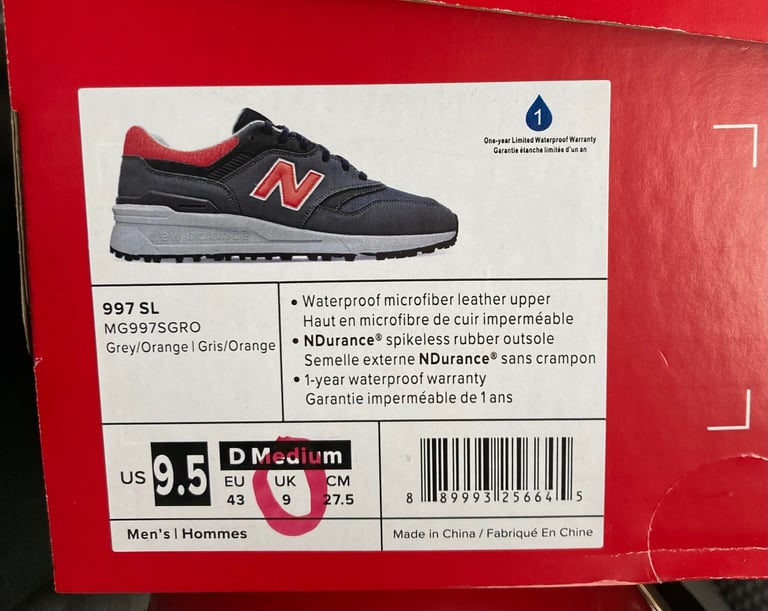 1
One-year Limited Waterproof Warranty
Garantie étanche limitée d'un an
N
new balance
997 SL
MG997SGRO
Grey/Orange | Gris/Orange
• Waterproof microfiber leather upper
Haut en microfibre de cuir imperméable
• NDurance® spikeless rubber outsole
Semelle externe NDurance® sans crampon
• 1-year waterproof warranty
Garantie imperméable de 1 ans
US 9.5
D Medium
EU UK CM
43 9 27.5
8 89993 25664 5
Men's | Hommes
Made in China / Fabriqué En Chine